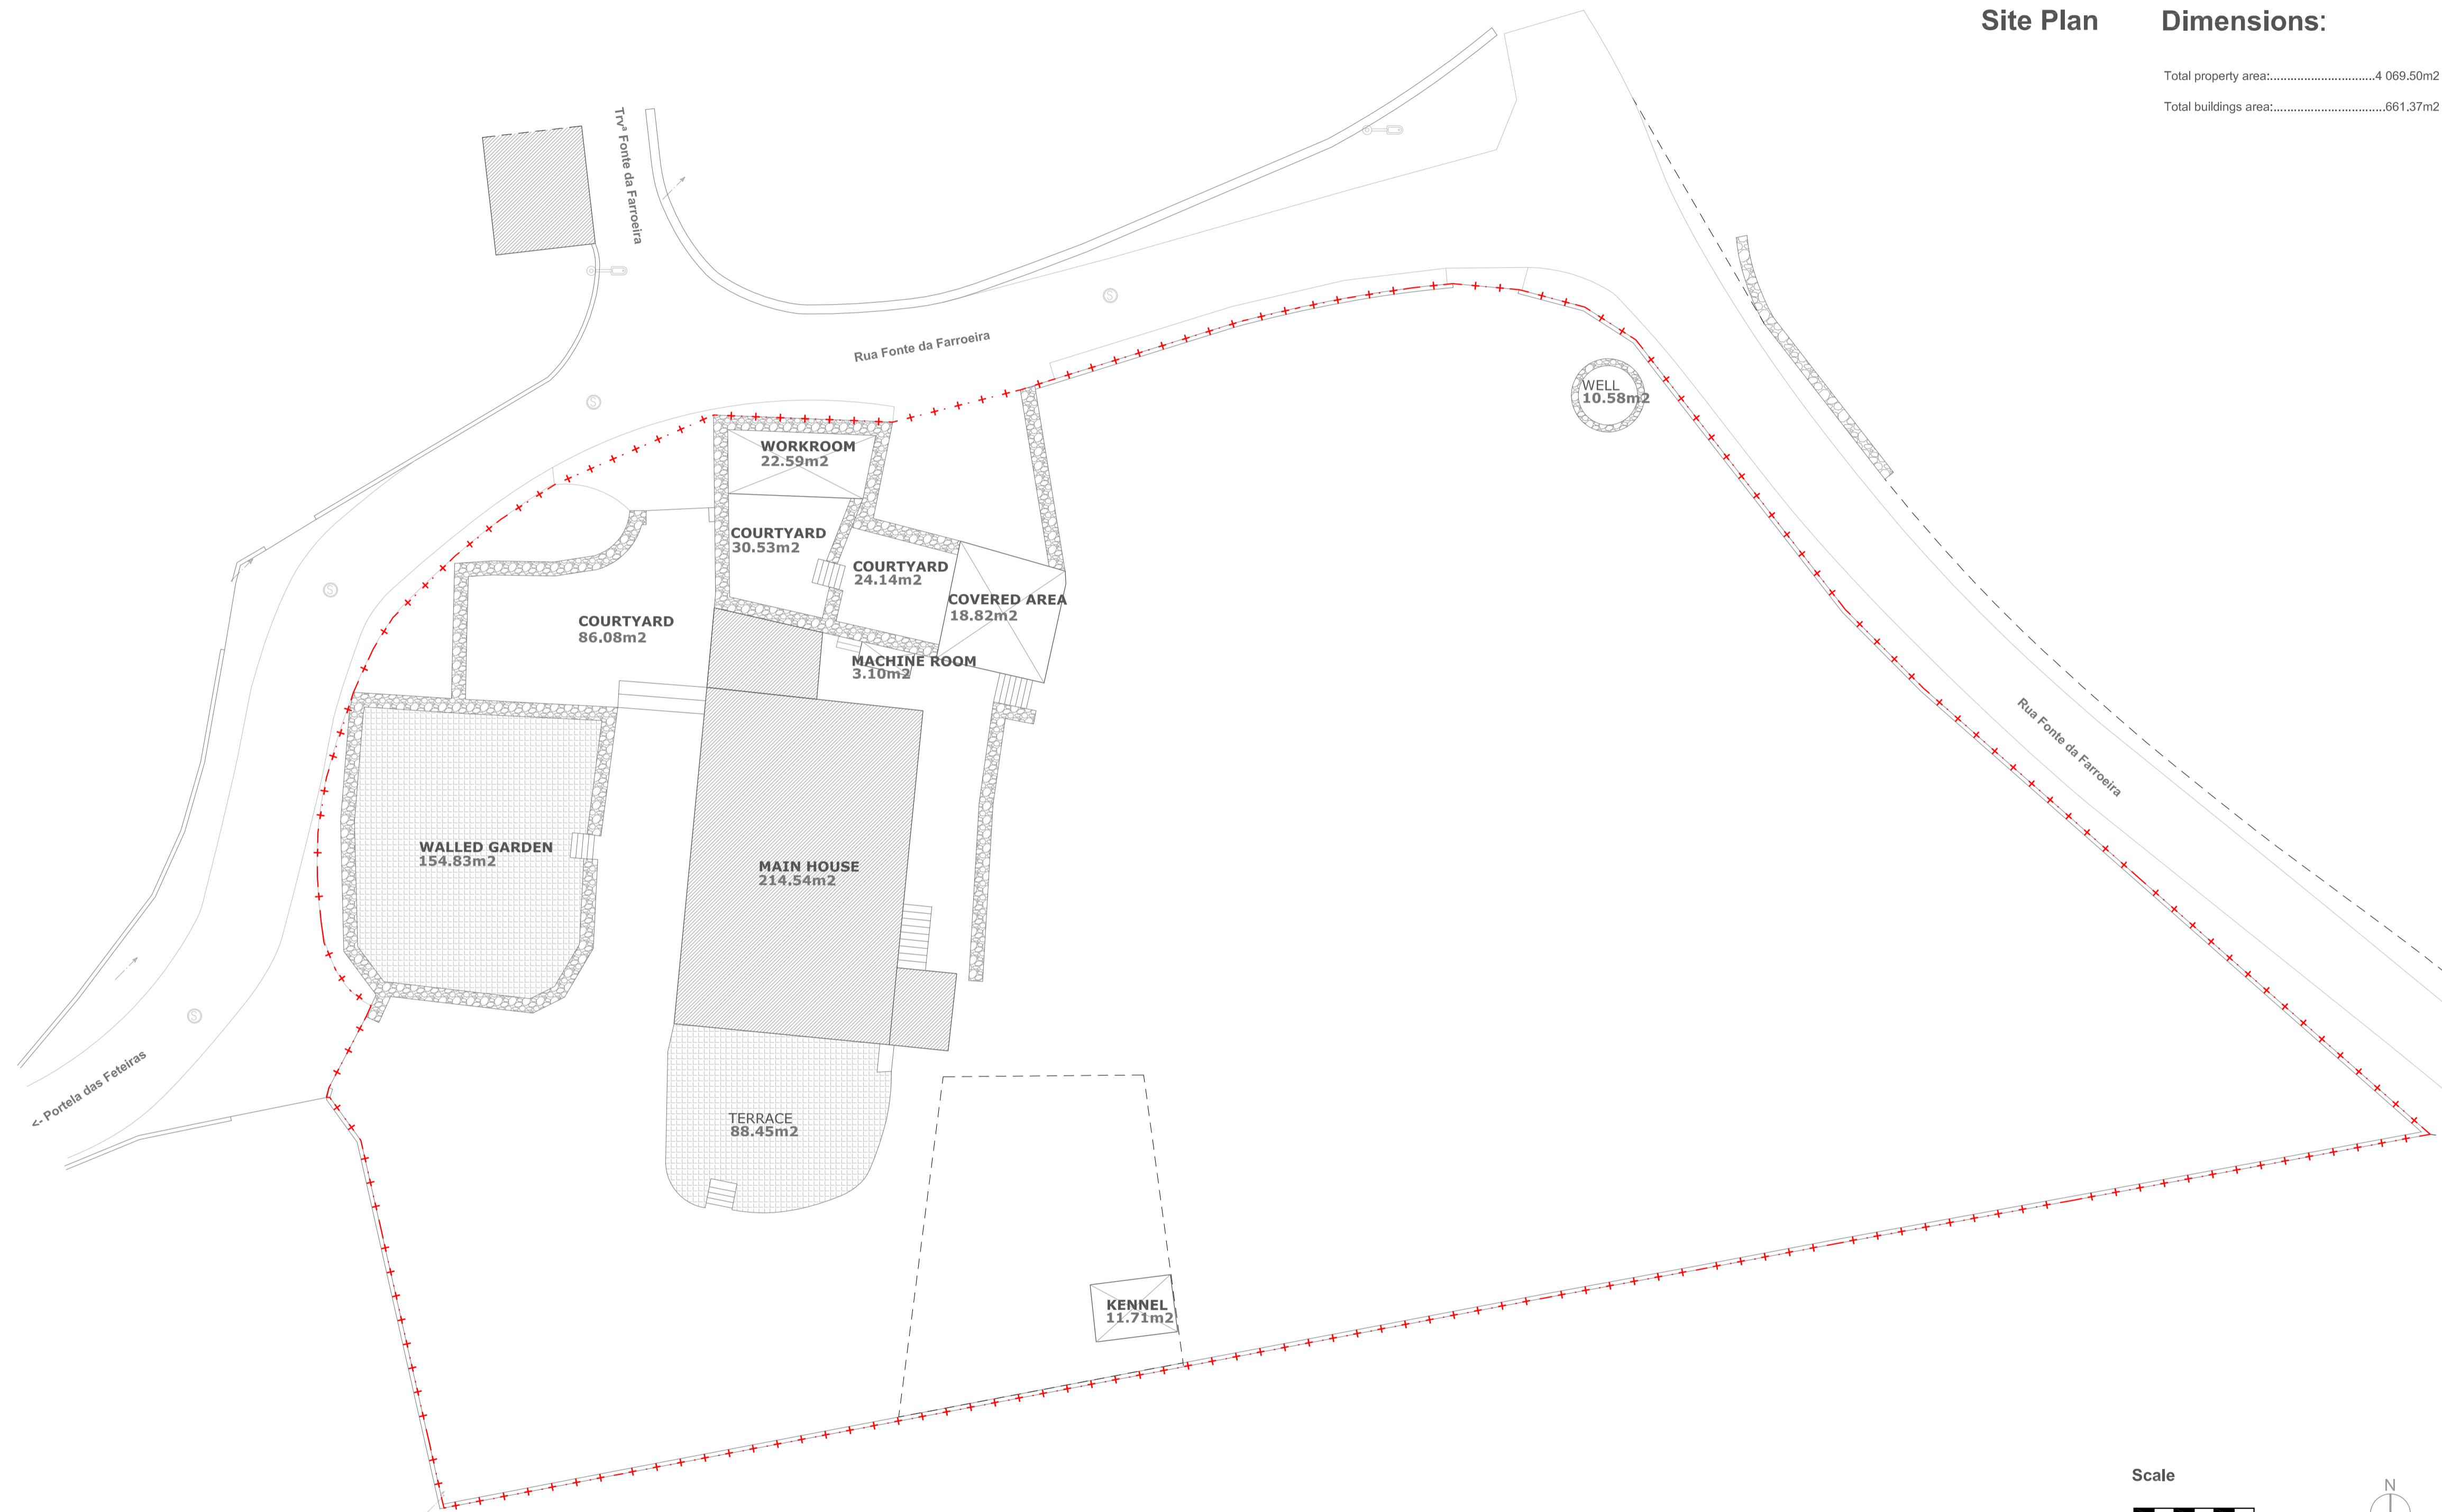 Site Plan
Dimensions:
Total property area:..............................4 069.50m2
Total buildings area:................................661.37m2
Trvª Fonte da Farroeira
Rua Fonte da Farroeira
WELL
10.58m2
WORKROOM
22.59m2
COURTYARD
30.53m2
COURTYARD
24.14m2
COVERED AREA
18.82m2
COURTYARD
86.08m2
MACHINE ROOM
3.10m2
Rua Fonte da Farroeira
WALLED GARDEN
154.83m2
MAIN HOUSE
214.54m2
S
S
S
S
<- Portela das Feteiras
TERRACE
88.45m2
KENNEL
11.71m2
Scale
N